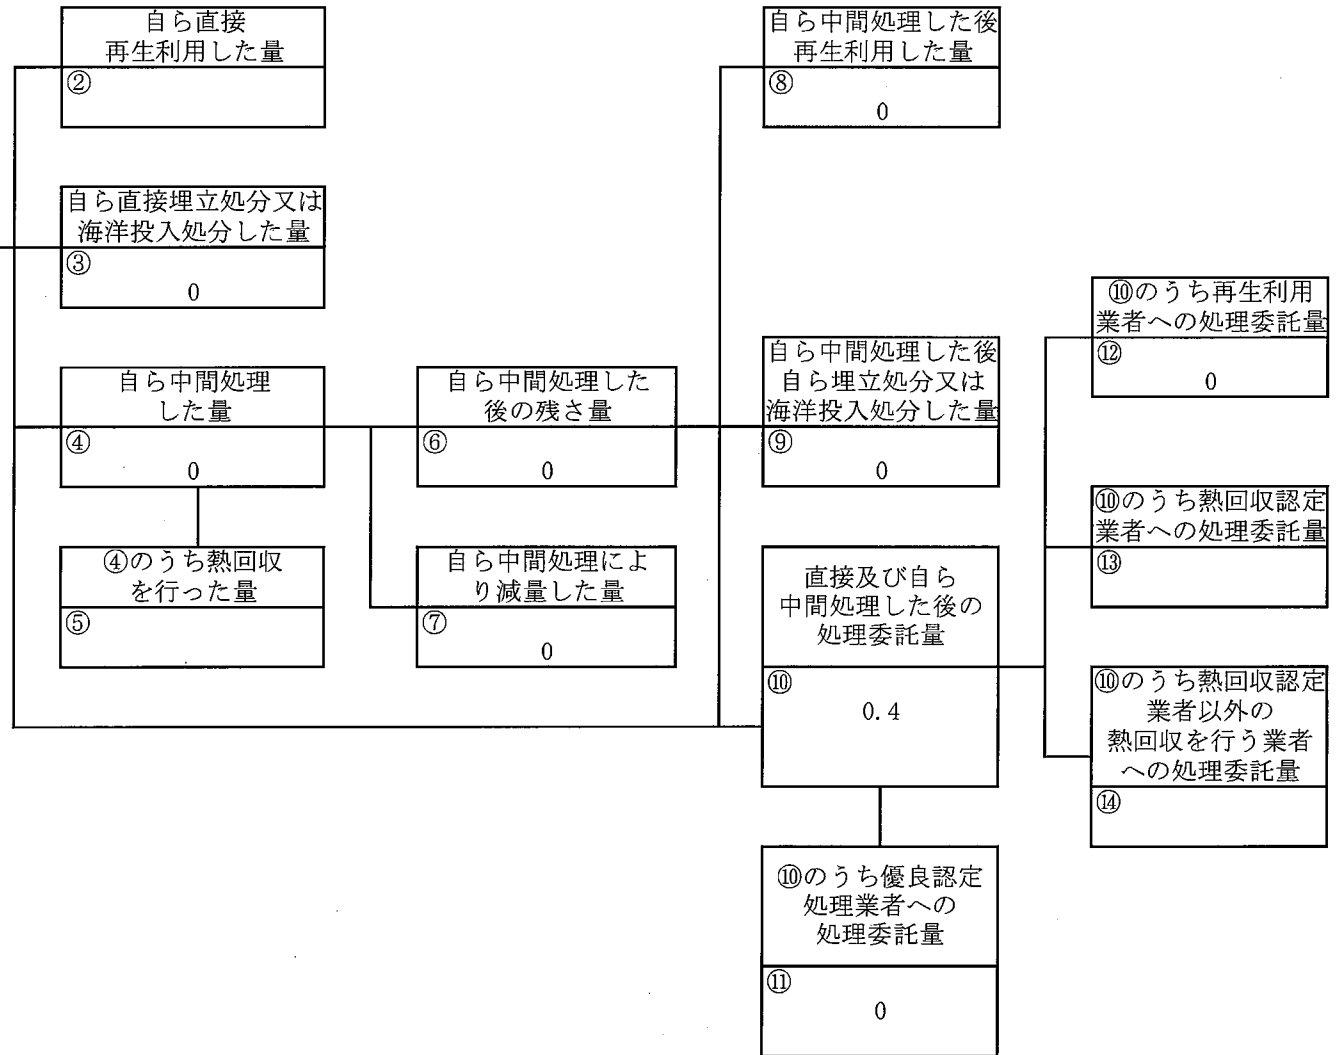 自ら直接
再生利用した量
②
自ら直接埋立処分又は
海洋投入処分した量
③
0
自ら中間処理
した量
④
0
④のうち熱回収
を行った量
⑤
自ら中間処理した
後の残さ量
⑥
0
自ら中間処理によ
り減量した量
⑦
0
自ら中間処理した後
再生利用した量
⑧
0
自ら中間処理した後
自ら埋立処分又は
海洋投入処分した量
⑨
0
直接及び自ら
中間処理した後の
処理委託量
⑩
0.4
⑩のうち優良認定
処理業者への
処理委託量
⑪
0
⑩のうち再生利用
業者への処理委託量
⑫
0
⑩のうち熱回収認定
業者への処理委託量
⑬
⑩のうち熱回収認定
業者以外の
熱回収を行う業者
への処理委託量
⑭